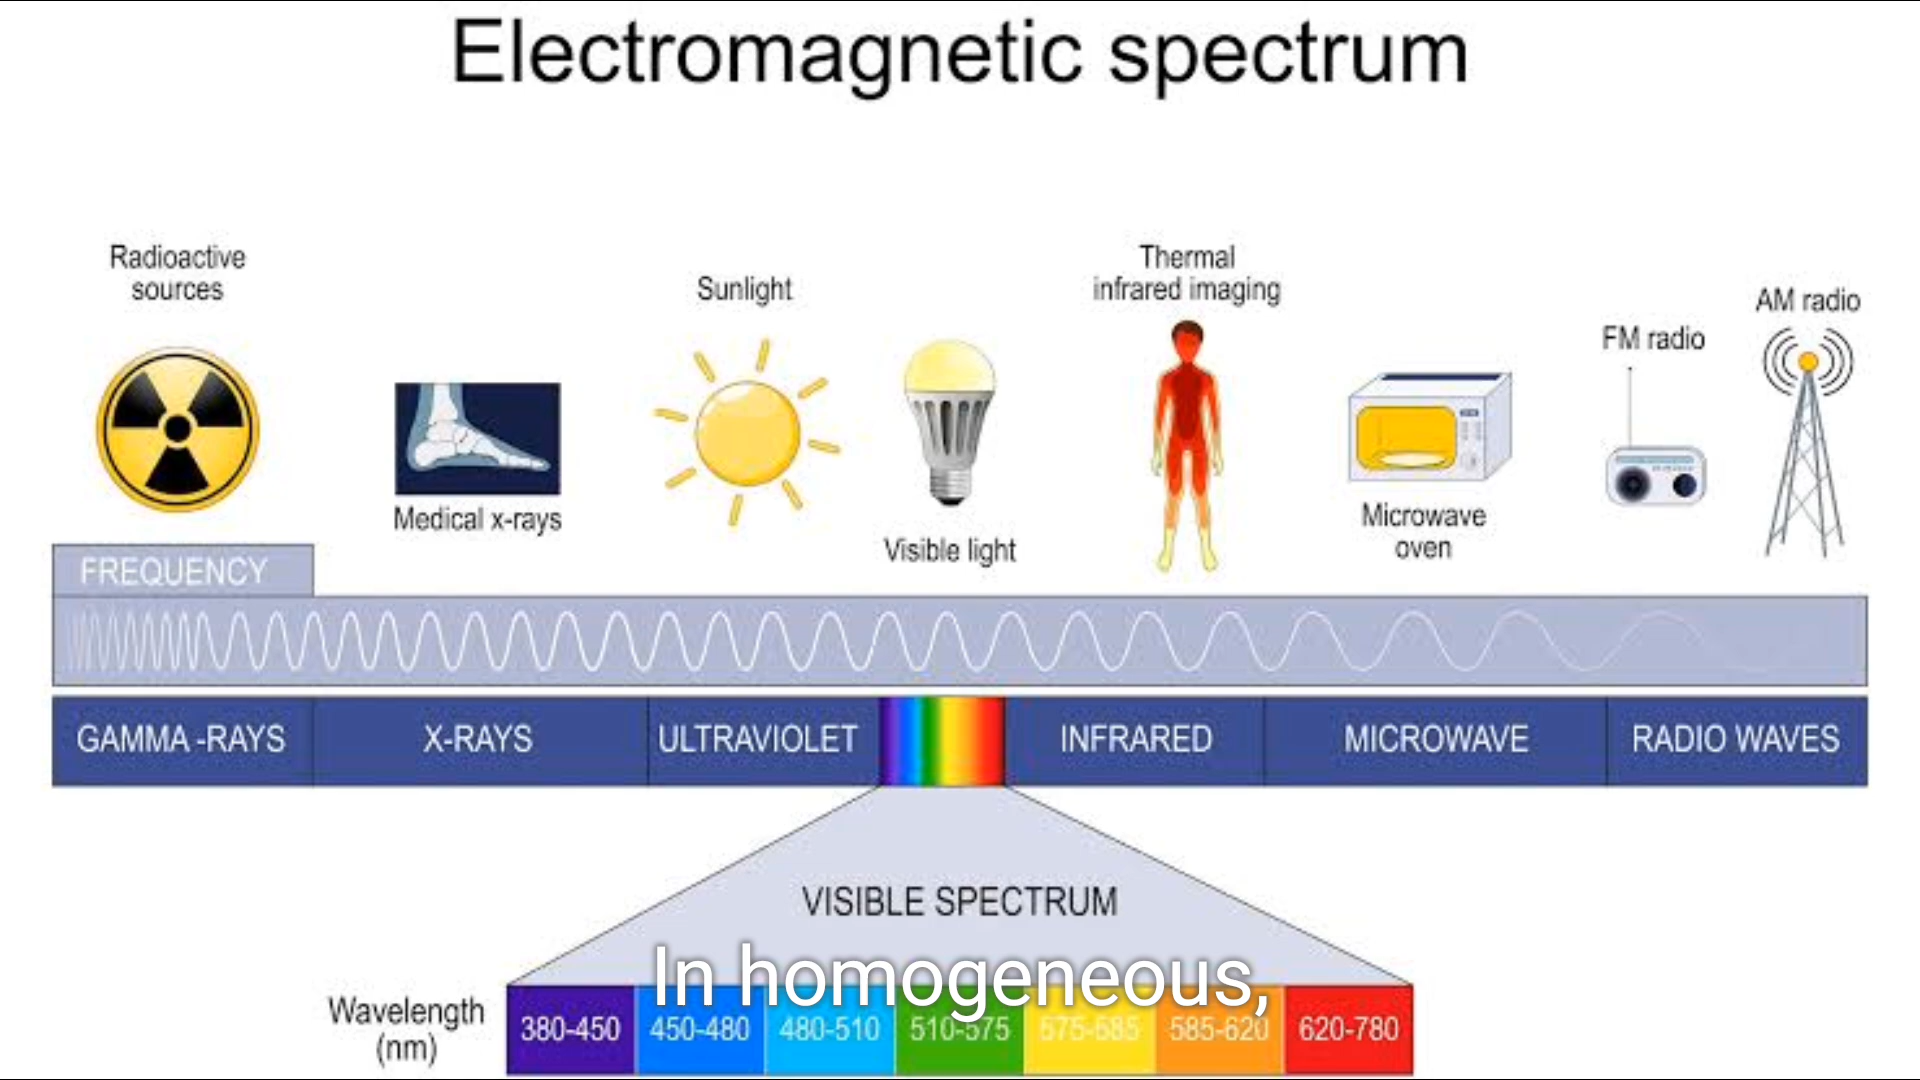 Electromagnetic spectrum
Radioactive
sources
Medical x-rays
Sunlight
Visible light
Thermal
infrared imaging
Microwave
oven
FM radio
AM radio
FREQUENCY
GAMMA -RAYS
X-RAYS
ULTRAVIOLET
INFRARED
MICROWAVE
RADIO WAVES
VISIBLE SPECTRUM
In homogeneous,
Wavelength
(nm)
380-450 450-480 480-510 510-575 575-585 585-620 620-780